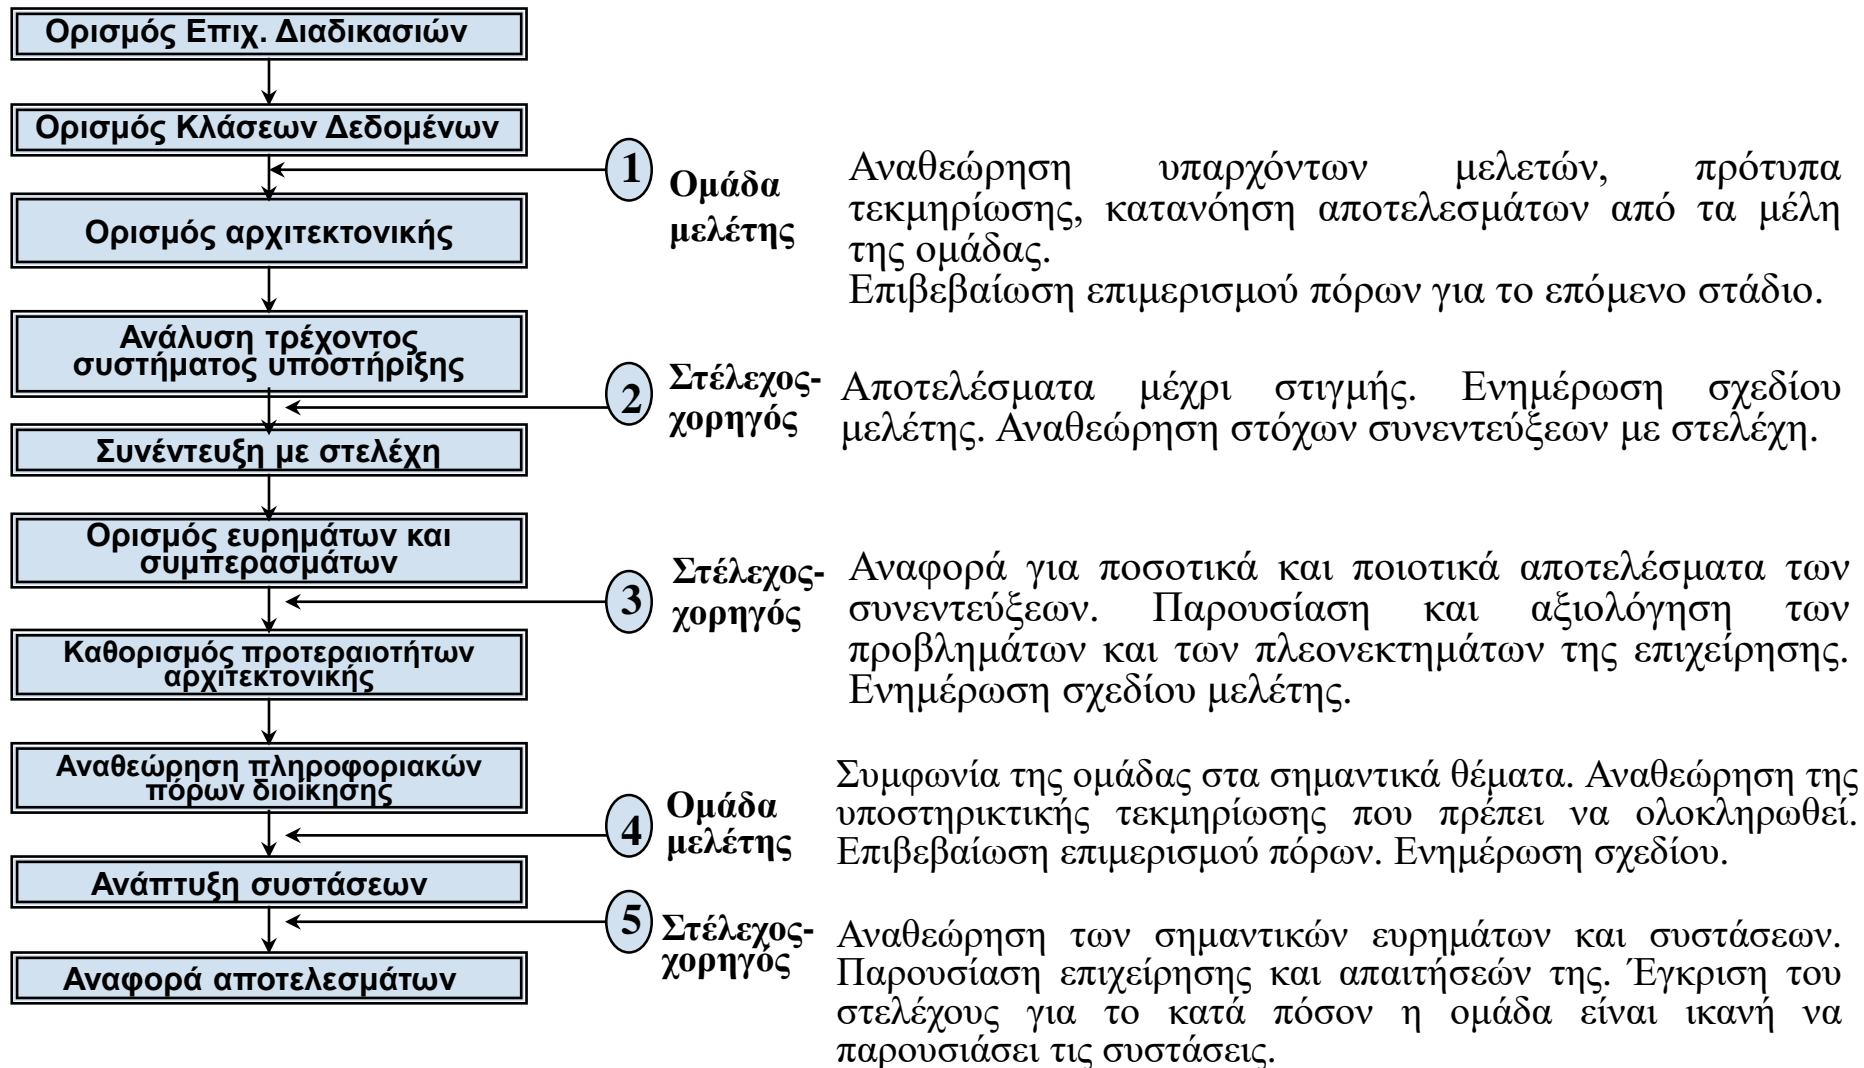 Ορισμός Επιχ. Διαδικασιών
Ορισμός Κλάσεων Δεδομένων
Ορισμός αρχιτεκτονικής
Ανάλυση τρέχοντος
συστήματος υποστήριξης
Συνέντευξη με στελέχη
Ορισμός ευρημάτων και
συμπερασμάτων
Καθορισμός προτεραιοτήτων
αρχιτεκτονικής
Αναθεώρηση πληροφοριακών
πόρων διοίκησης
Ανάπτυξη συστάσεων
Αναφορά αποτελεσμάτων
1
Ομάδα
μελέτης
Αναθεώρηση υπαρχόντων μελετών, πρότυπα
τεκμηρίωσης, κατανόηση αποτελεσμάτων από τα μέλη
της ομάδας.
Επιβεβαίωση επιμερισμού πόρων για το επόμενο στάδιο.
2
Στέλεχος-
χορηγός
Αποτελέσματα μέχρι στιγμής. Ενημέρωση σχεδίου
μελέτης. Αναθεώρηση στόχων συνεντεύξεων με στελέχη.
3
Στέλεχος-
χορηγός
Αναφορά για ποσοτικά και ποιοτικά αποτελέσματα των
συνεντεύξεων. Παρουσίαση και αξιολόγηση των
προβλημάτων και των πλεονεκτημάτων της επιχείρησης.
Ενημέρωση σχεδίου μελέτης.
4
Ομάδα
μελέτης
Συμφωνία της ομάδας στα σημαντικά θέματα. Αναθεώρηση της
υποστηρικτικής τεκμηρίωσης που πρέπει να ολοκληρωθεί.
Επιβεβαίωση επιμερισμού πόρων. Ενημέρωση σχεδίου.
5
Στέλεχος-
χορηγός
Αναθεώρηση των σημαντικών ευρημάτων και συστάσεων.
Παρουσίαση επιχείρησης και απαιτήσεών της. Έγκριση του
στελέχους για το κατά πόσον η ομάδα είναι ικανή να
παρουσιάσει τις συστάσεις.